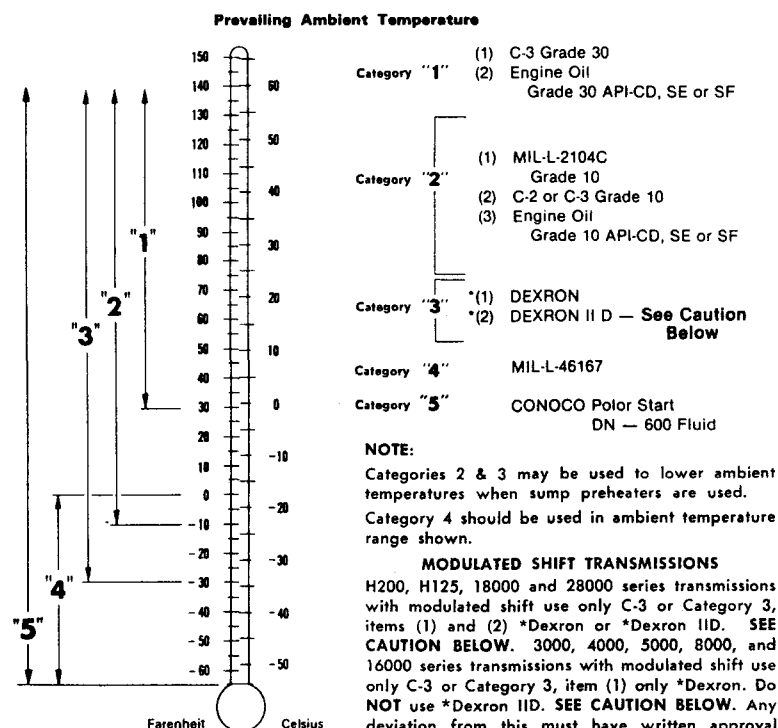 Prevailing Ambient Temperature
150
140
130
120
110
100
90
80
70
60
50
40
30
20
10
0
-10
-20
-30
-40
-50
-60
60
50
40
30
20
10
0
-10
-20
-30
-40
-50
"1"
"2"
"3"
"4"
"5"
Farenheit
Celsius
Category "1"
(1) C-3 Grade 30
(2) Engine Oil
Grade 30 API-CD, SE or SF
Category "2"
(1) MIL-L-2104C
Grade 10
(2) C-2 or C-3 Grade 10
(3) Engine Oil
Grade 10 API-CD, SE or SF
Category "3"
*(1) DEXRON
*(2) DEXRON II D — See Caution
Below
Category "4" MIL-L-46167
Category "5" CONOCO Polor Start
DN — 600 Fluid
NOTE:
Categories 2 & 3 may be used to lower ambient
temperatures when sump preheaters are used.
Category 4 should be used in ambient temperature
range shown.
MODULATED SHIFT TRANSMISSIONS
H200, H125, 18000 and 28000 series transmissions
with modulated shift use only C-3 or Category 3,
items (1) and (2) *Dexron or *Dexron IID. SEE
CAUTION BELOW. 3000, 4000, 5000, 8000, and
16000 series transmissions with modulated shift use
only C-3 or Category 3, item (1) only *Dexron. Do
NOT use *Dexron IID. SEE CAUTION BELOW. Any
deviation from this must have written approval